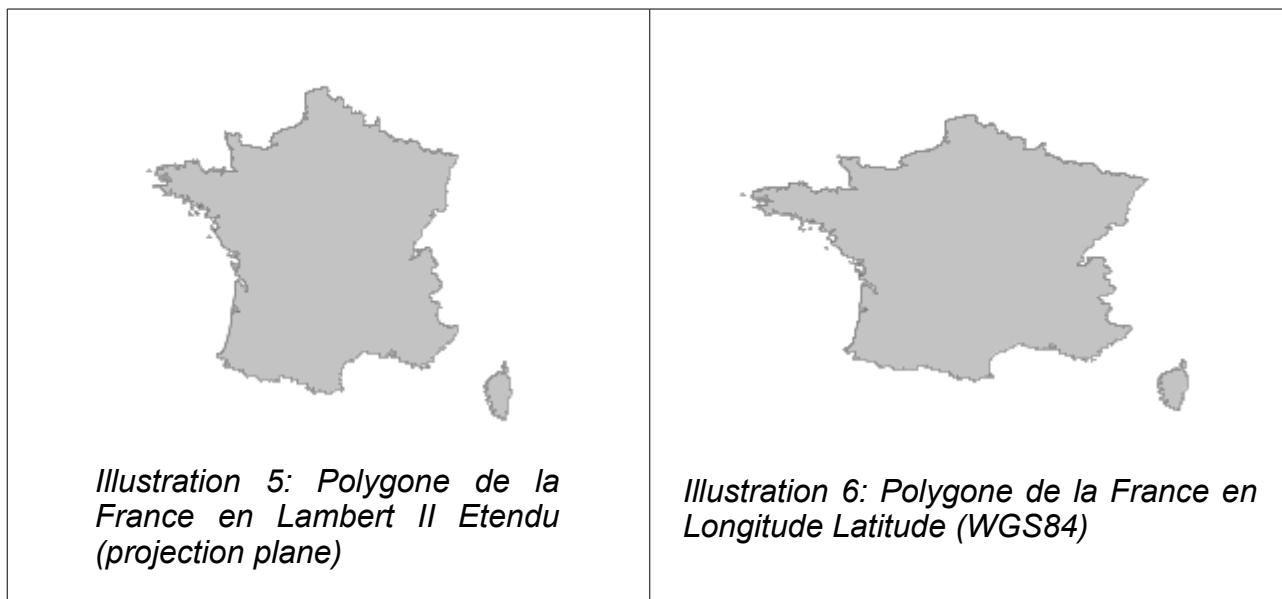 Illustration 5: Polygone de la
France en Lambert II Etendu
(projection plane)
Illustration 6: Polygone de la France en
Longitude Latitude (WGS84)